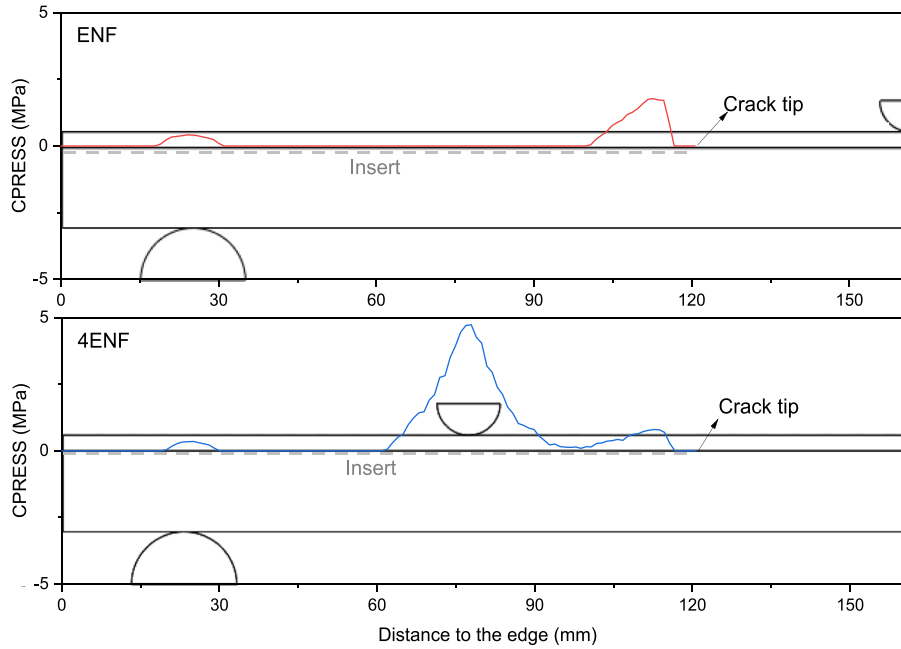 5
ENF
CPRESS (MPa)
Crack tip
0
Insert
-5
0
30
60
90
120
150
5
4ENF
CPRESS (MPa)
Crack tip
0
Insert
-5
0
30
60
90
120
150
Distance to the edge (mm)